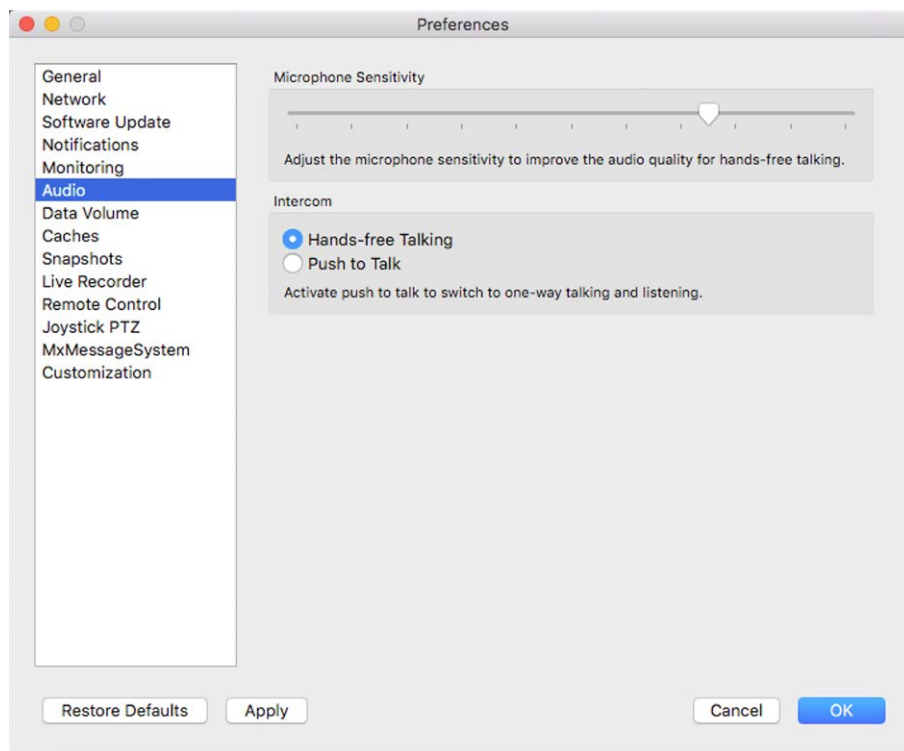 Preferences
General
Network
Software Update
Notifications
Monitoring
Audio
Data Volume
Caches
Snapshots
Live Recorder
Remote Control
Joystick PTZ
MxMessageSystem
Customization
Microphone Sensitivity
Adjust the microphone sensitivity to improve the audio quality for hands-free talking.
Intercom
Hands-free Talking
Push to Talk
Activate push to talk to switch to one-way talking and listening.
Restore Defaults
Apply
Cancel
OK